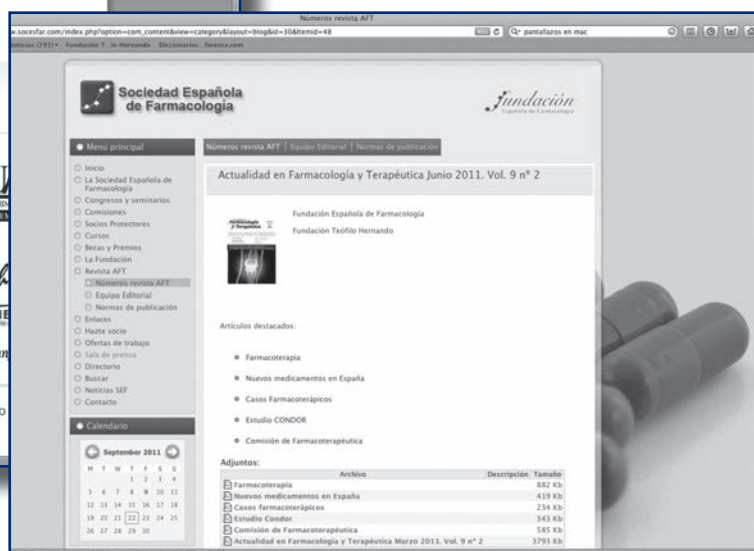 Números revista AFT
w.socesfar.com/index.php?option=com_content&view=category&layout=blog&id=30&Itemid=48
pantallazos en mac
Sociedad Española
de Farmacología
fundación
Menú principal
Números revista AFT | Equipo Editorial | Normas de publicación
Inicio
La Sociedad Española de
Farmacología
Congresos y seminarios
Comisiones
Socios Protectores
Cursos
Becas y Premios
La Fundación
Revista AFT
Números revista AFT
Equipo Editorial
Normas de publicación
Enlaces
Hazte socio
Ofertas de trabajo
Sala de prensa
Directorio
Buscar
Noticias SEF
Contacto
Calendario
September 2011
M T W T F S S
1 2 3 4
5 6 7 8 9 10 11
12 13 14 15 16 17 18
19 20 21 22 23 24 25
26 27 28 29 30
Actualidad en Farmacología y Terapéutica Junio 2011. Vol. 9 nº 2
Fundación Española de Farmacología
Fundación Teófilo Hernando
Artículos destacados:
Farmacoterapia
Nuevos medicamentos en España
Casos Farmacoterápicos
Estudio CONDOR
Comisión de Farmacoterapéutica
Adjuntos:
Archivo Descripción Tamaño
Farmacoterapia 882 Kb
Nuevos medicamentos en España 419 Kb
Casos farmacoterápicos 234 Kb
Estudio Condor 343 Kb
Comisión de Farmacoterapéutica 585 Kb
Actualidad en Farmacología y Terapéutica Marzo 2011. Vol. 9 nº 2 3793 Kb